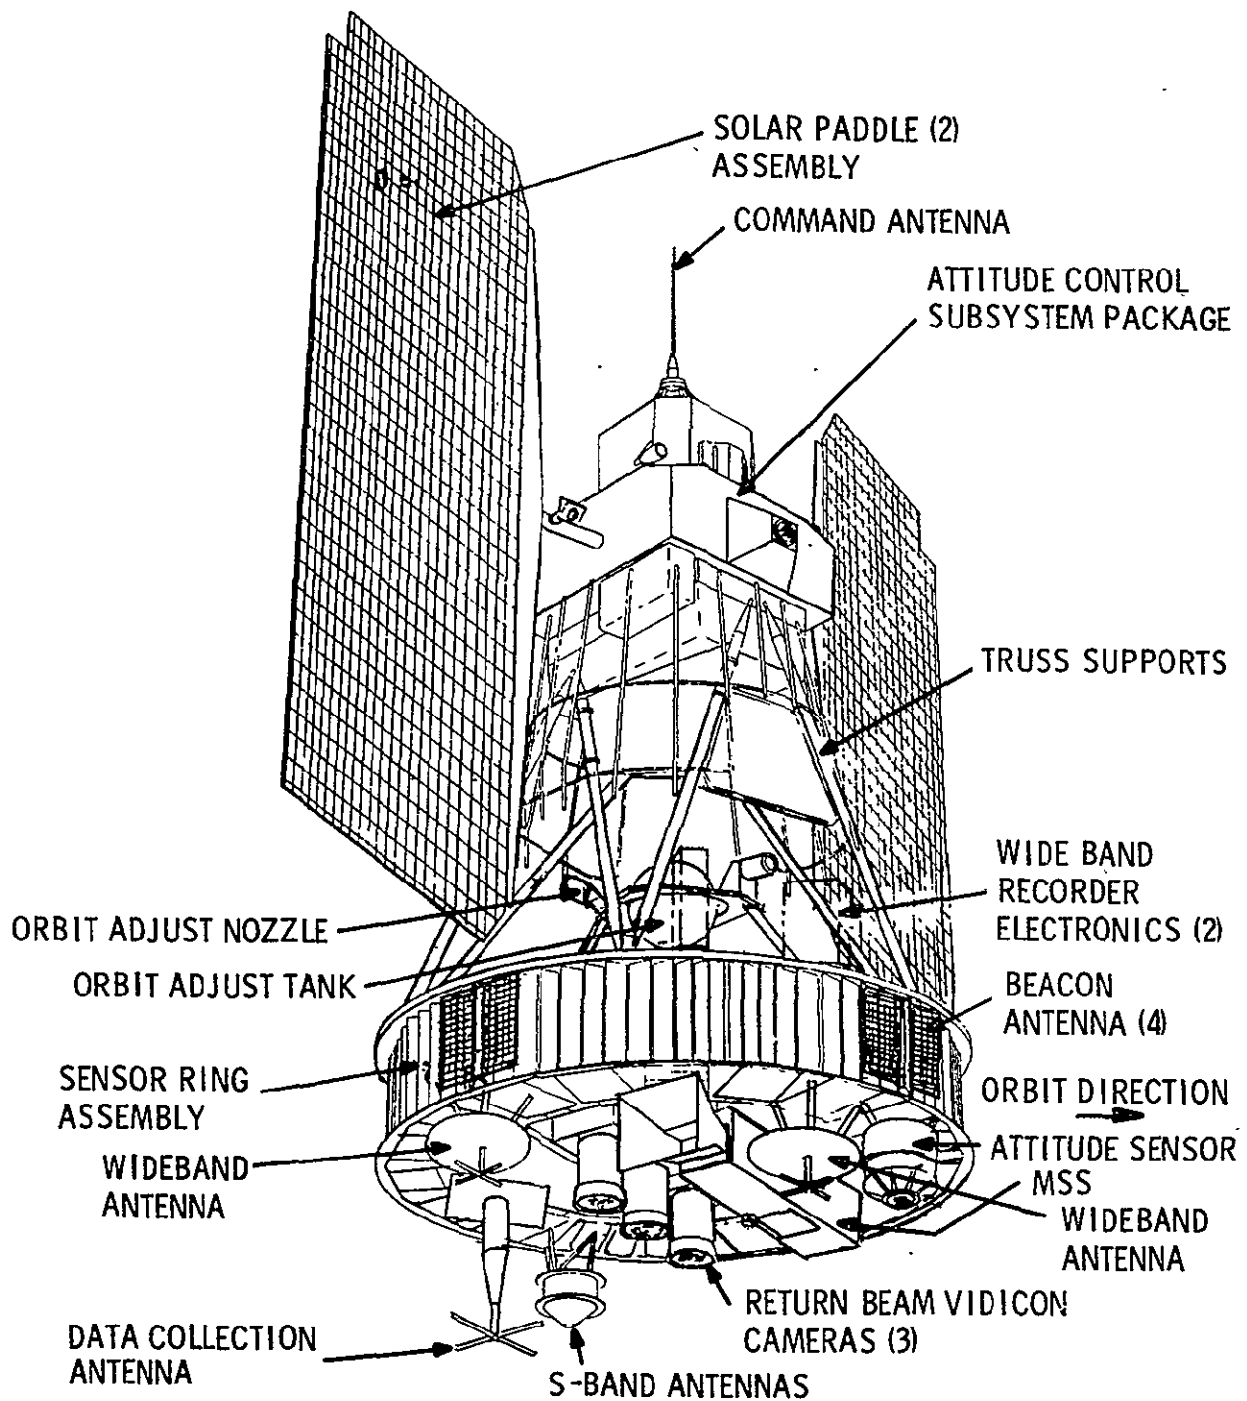 SOLAR PADDLE (2)
ASSEMBLY
COMMAND ANTENNA
ATTITUDE CONTROL
SUBSYSTEM PACKAGE
TRUSS SUPPORTS
WIDE BAND
RECORDER
ELECTRONICS (2)
ORBIT ADJUST NOZZLE
ORBIT ADJUST TANK
BEACON
ANTENNA (4)
SENSOR RING
ASSEMBLY
ORBIT DIRECTION
ATTITUDE SENSOR
MSS
WIDEBAND
ANTENNA
WIDEBAND
ANTENNA
RETURN BEAM VIDICON
CAMERAS (3)
DATA COLLECTION
ANTENNA
S-BAND ANTENNAS